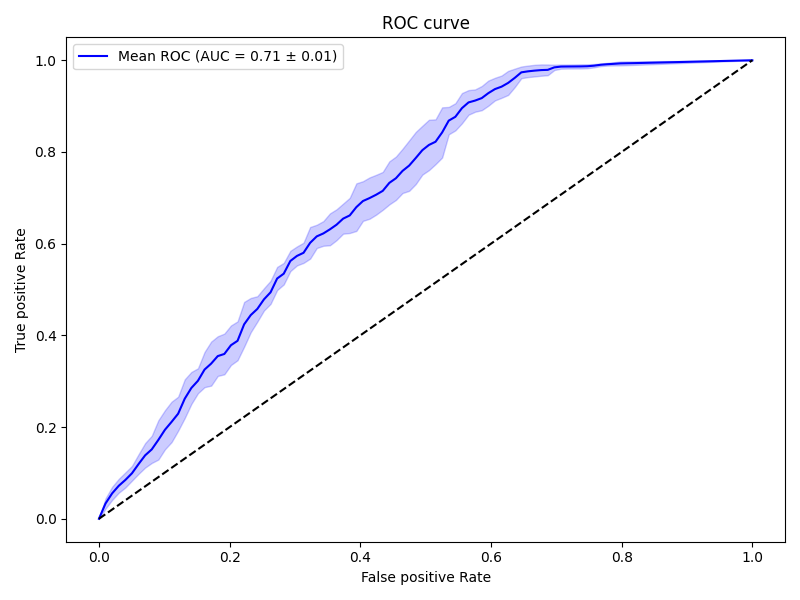 ROC curve
Mean ROC (AUC = 0.71 ± 0.01)
1.0
0.8
0.6
0.4
0.2
0.0
True positive Rate
0.0 0.2 0.4 0.6 0.8 1.0
False positive Rate